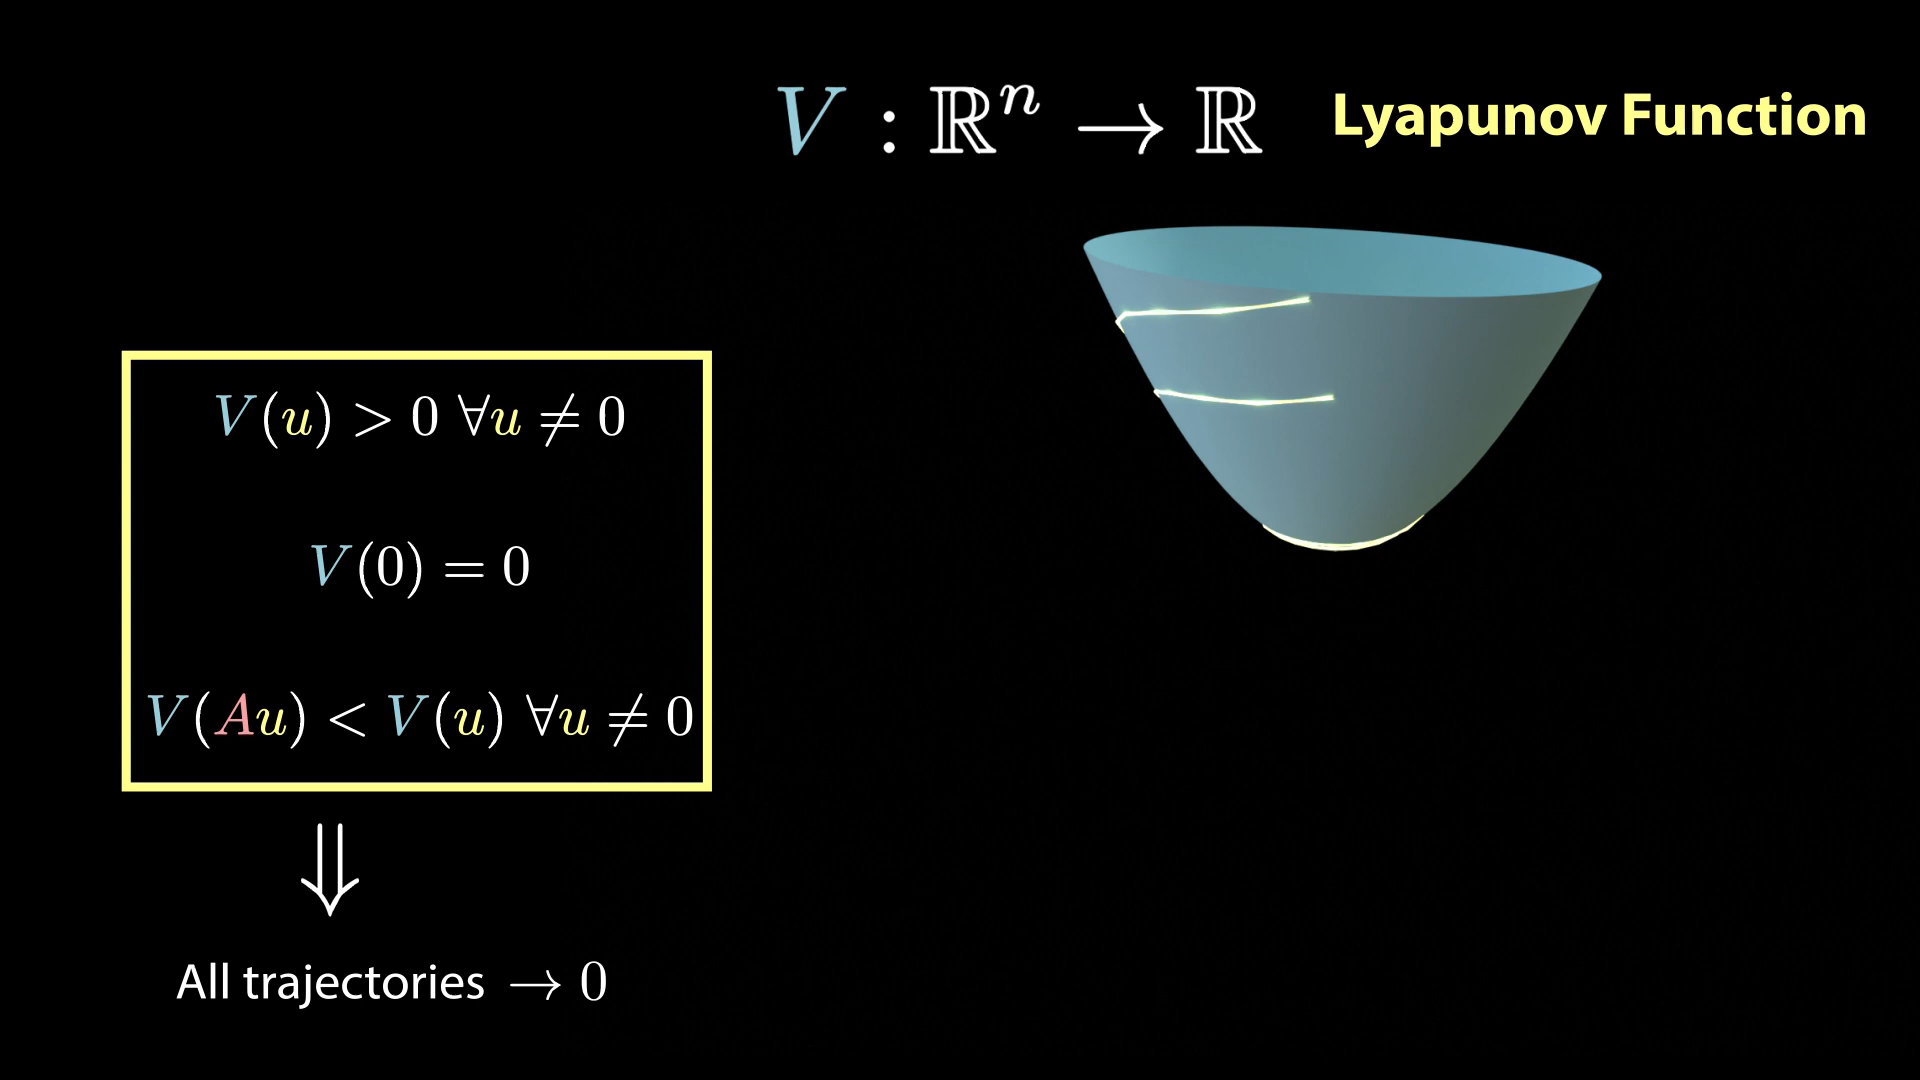 V : ℝⁿ → ℝ Lyapunov Function
V(u) > 0 ∀u ≠ 0
V(0) = 0
V(Au) < V(u) ∀u ≠ 0
⇓
All trajectories → 0